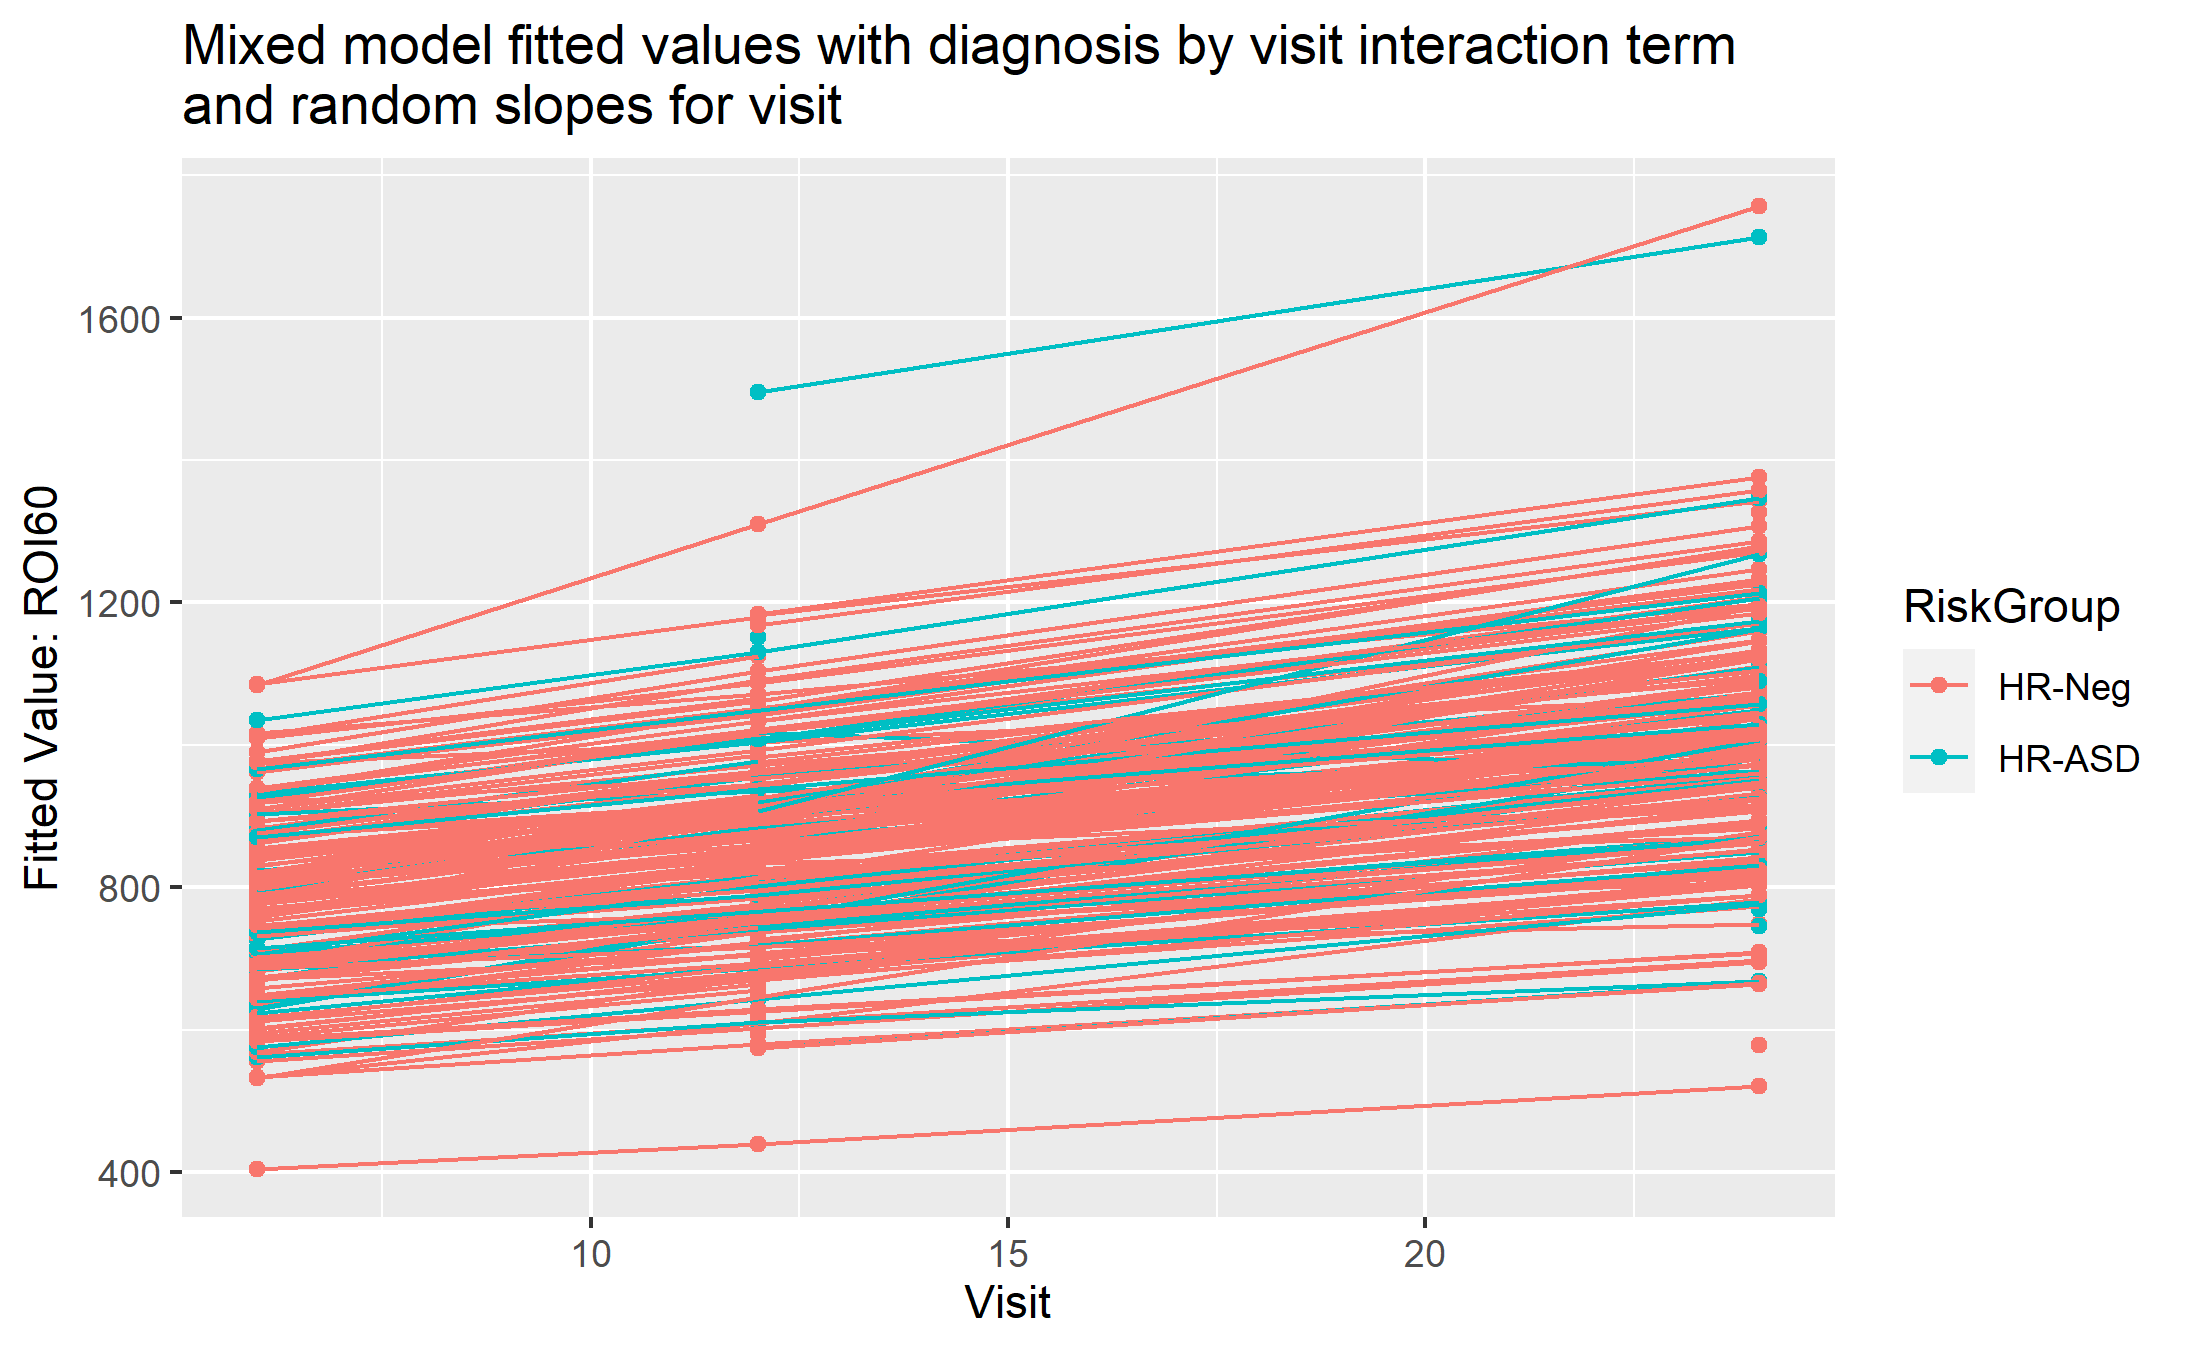 Mixed model fitted values with diagnosis by visit interaction term
and random slopes for visit
Fitted Value: ROI60
1600
1200
800
400
10
15
20
Visit
RiskGroup
HR-Neg
HR-ASD